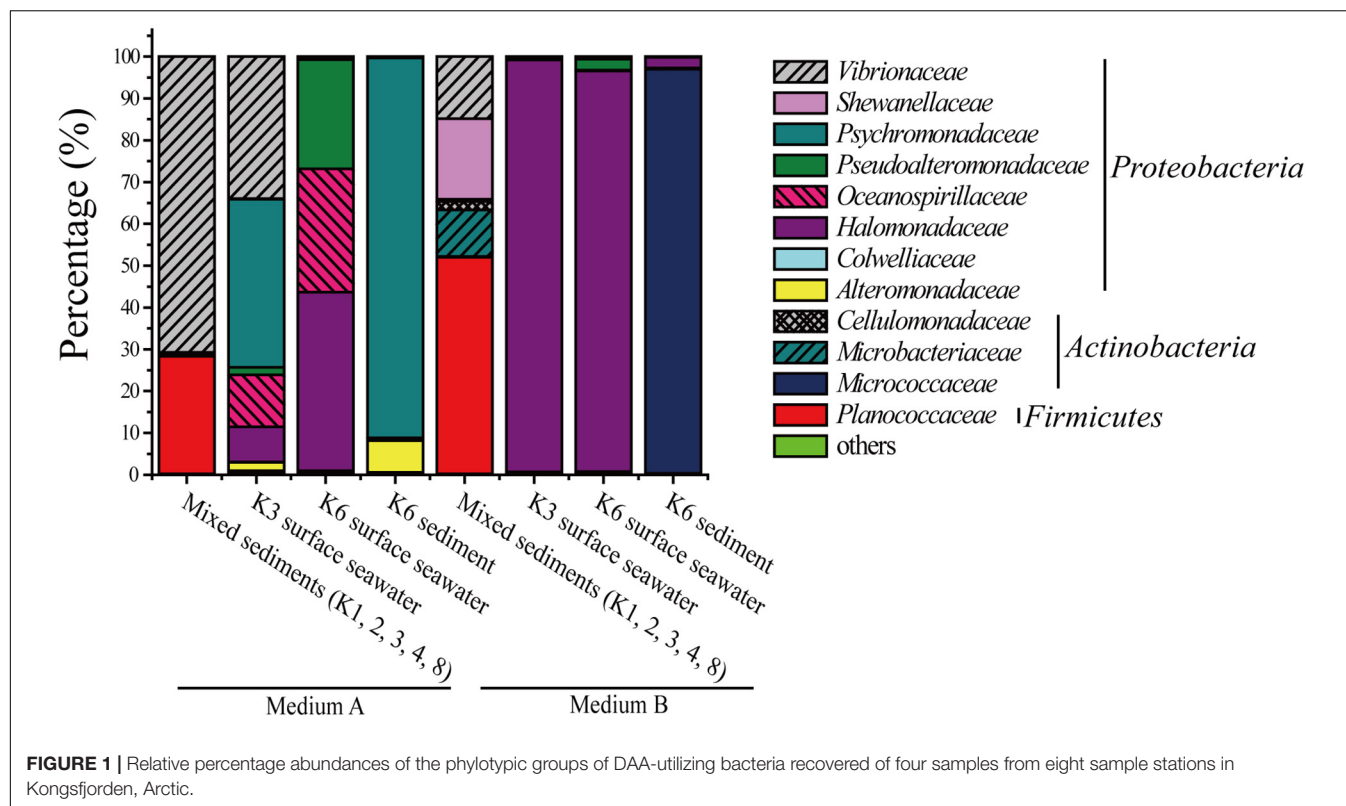 Percentage (%)
100
90
80
70
60
50
40
30
20
10
0
Mixed sediments (K1, 2, 3, 4, 8)
K3 surface seawater
K6 surface seawater
K6 sediment
Mixed sediments (K1, 2, 3, 4, 8)
K3 surface seawater
K6 surface seawater
K6 sediment
Medium A
Medium B
Vibrionaceae
Shewanellaceae
Psychromonadaceae
Pseudoalteromonadaceae
Oceanospirillaceae
Halomonadaceae
Colwelliaceae
Alteromonadaceae
Cellulomonadaceae
Microbacteriaceae
Micrococcaceae
Planococcaceae
others
Proteobacteria
Actinobacteria
Firmicutes
FIGURE 1 | Relative percentage abundances of the phylotypic groups of DAA-utilizing bacteria recovered of four samples from eight sample stations in
Kongsfjorden, Arctic.